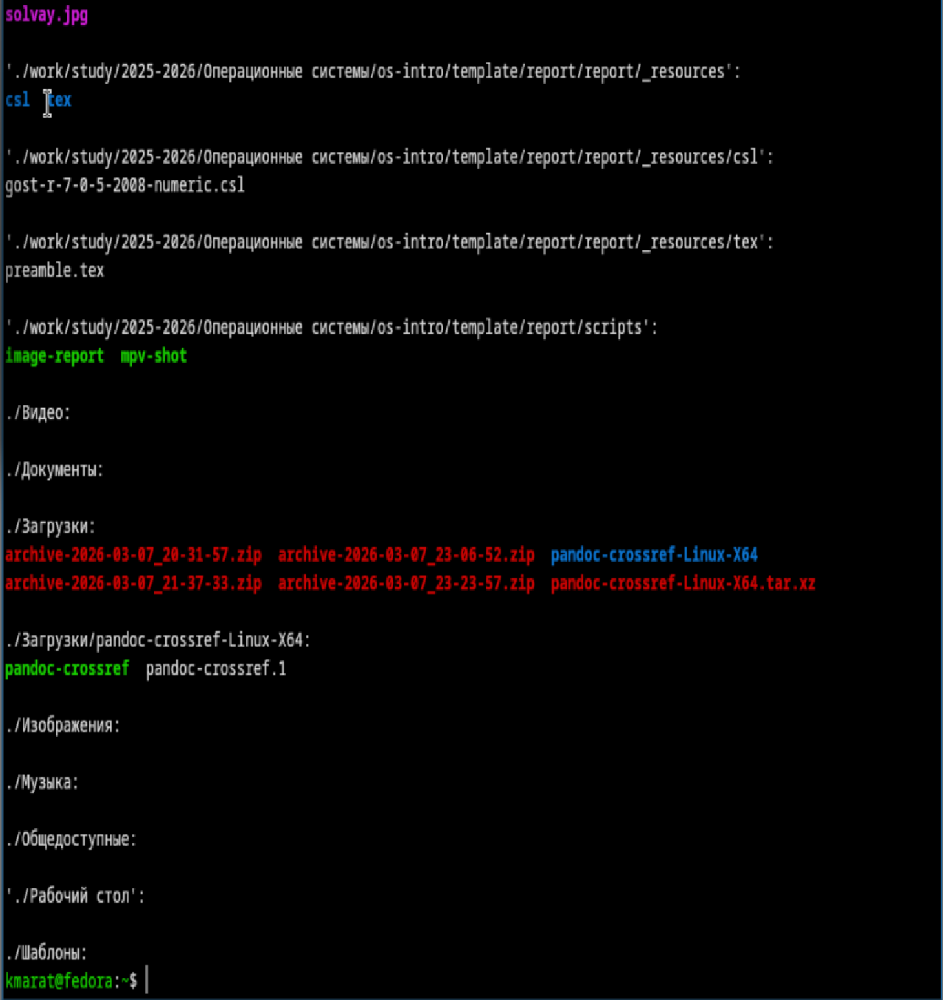 solvay.jpg
'./work/study/2025-2026/Операционные системы/os-intro/template/report/report/_resources':
csl  tex
'./work/study/2025-2026/Операционные системы/os-intro/template/report/report/_resources/csl':
gost-r-7-0-5-2008-numeric.csl
'./work/study/2025-2026/Операционные системы/os-intro/template/report/report/_resources/tex':
preamble.tex
'./work/study/2025-2026/Операционные системы/os-intro/template/report/scripts':
image-report  mpv-shot
./Видео:
./Документы:
./Загрузки:
archive-2026-03-07_20-31-57.zip  archive-2026-03-07_23-06-52.zip  pandoc-crossref-Linux-X64
archive-2026-03-07_21-37-33.zip  archive-2026-03-07_23-23-57.zip  pandoc-crossref-Linux-X64.tar.xz
./Загрузки/pandoc-crossref-Linux-X64:
pandoc-crossref  pandoc-crossref.1
./Изображения:
./Музыка:
./Общедоступные:
'./Рабочий стол':
./Шаблоны:
kmarat@fedora:~$